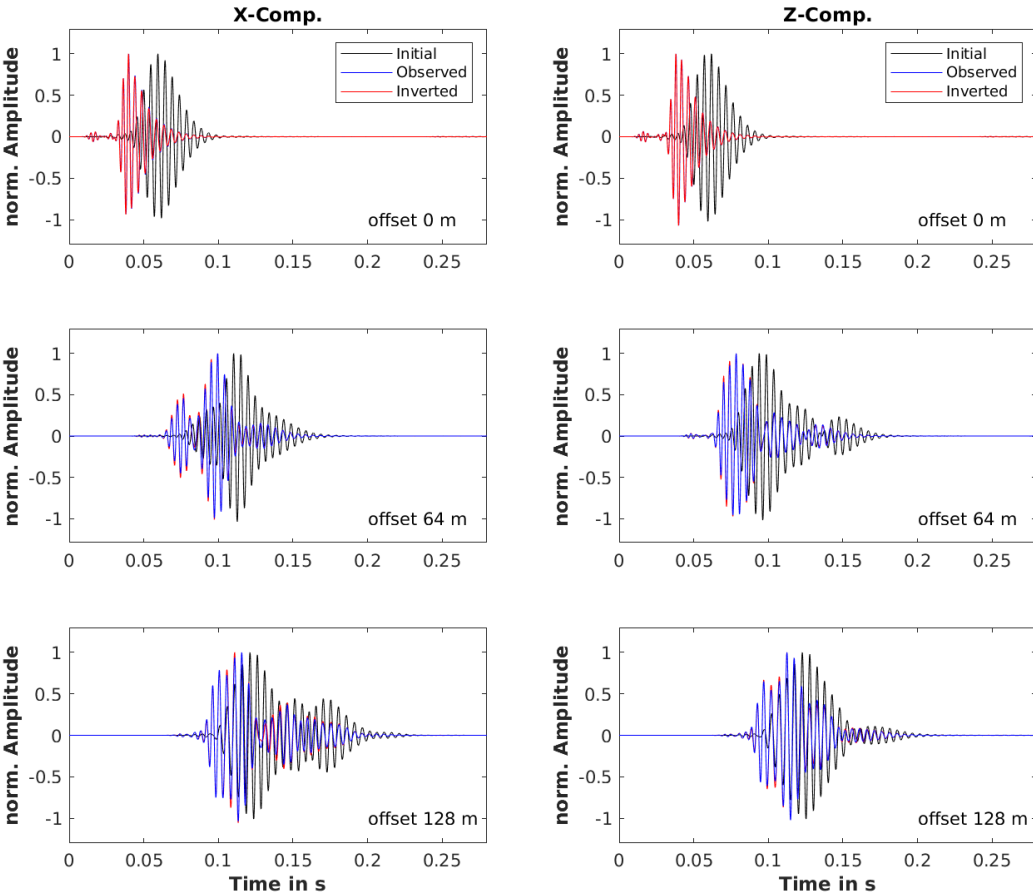 X-Comp.
norm. Amplitude
1
0.5
0
-0.5
-1
Initial
Observed
Inverted
offset 0 m
0 0.05 0.1 0.15 0.2 0.25
Z-Comp.
norm. Amplitude
1
0.5
0
-0.5
-1
Initial
Observed
Inverted
offset 0 m
0 0.05 0.1 0.15 0.2 0.25
norm. Amplitude
1
0.5
0
-0.5
-1
offset 64 m
0 0.05 0.1 0.15 0.2 0.25
norm. Amplitude
1
0.5
0
-0.5
-1
offset 64 m
0 0.05 0.1 0.15 0.2 0.25
norm. Amplitude
1
0.5
0
-0.5
-1
offset 128 m
0 0.05 0.1 0.15 0.2 0.25
Time in s
norm. Amplitude
1
0.5
0
-0.5
-1
offset 128 m
0 0.05 0.1 0.15 0.2 0.25
Time in s